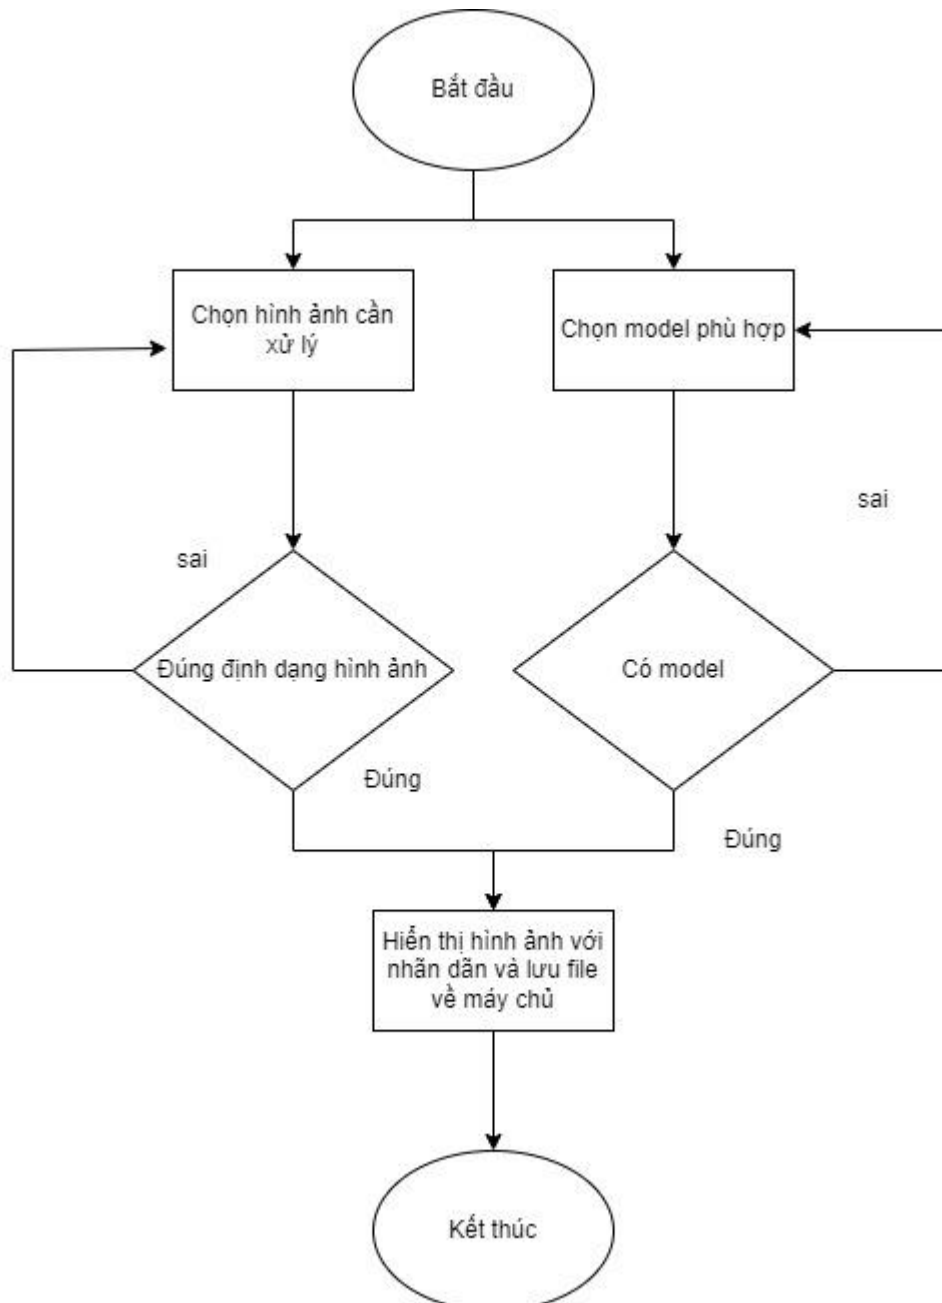 Bắt đầu
Chọn hình ảnh cần
xử lý
Chọn model phù hợp
sai
sai
Đúng định dạng hình ảnh
Có model
Đúng
Đúng
Hiển thị hình ảnh với
nhãn dãn và lưu file
về máy chủ
Kết thúc